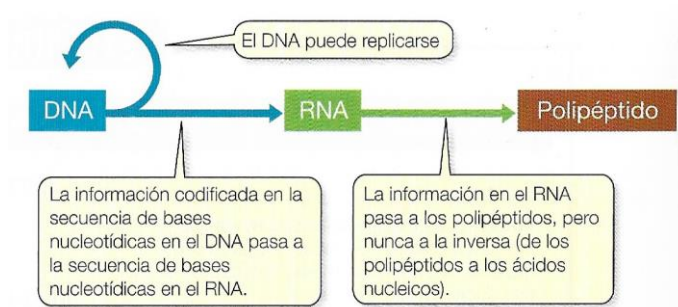 El DNA puede replicarse
DNA
RNA
Polipéptido
La información codificada en la
secuencia de bases
nucleotídicas en el DNA pasa a
la secuencia de bases
nucleotídicas en el RNA.
La información en el RNA
pasa a los polipéptidos, pero
nunca a la inversa (de los
polipéptidos a los ácidos
nucleicos).